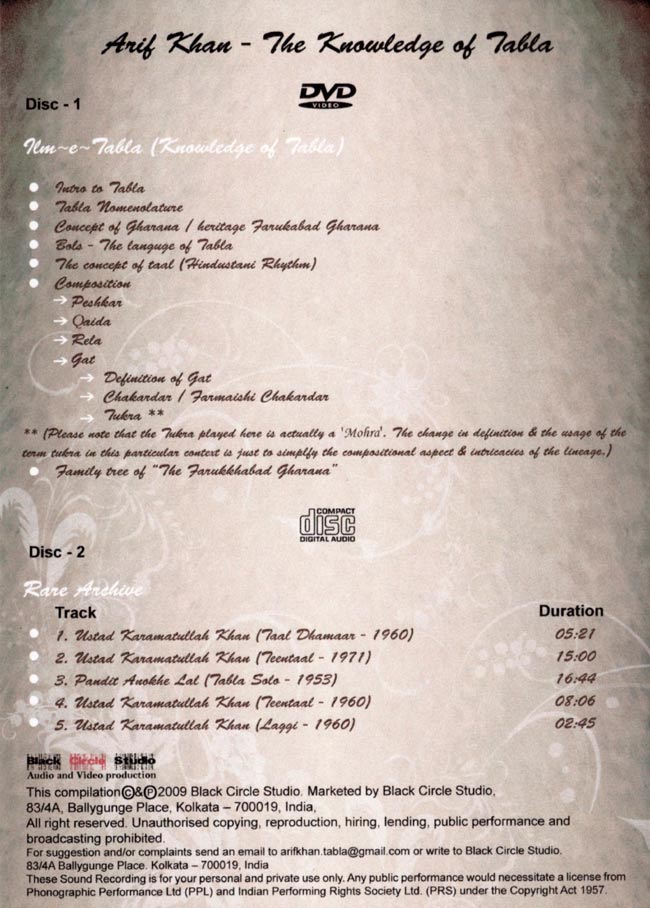 Arif Khan - The Knowledge of Tabla
DVD
VIDEO
Disc - 1
Ilm~e~Tabla (Knowledge of Tabla)
Intro to Tabla
Tabla Nomenolature
Concept of Gharana / heritage Farukabad Gharana
Bols - The languge of Tabla
The concept of taal (Hindustani Rhythm)
Composition
→ Peshkar
→ Qaida
→ Rela
→ Gat
→ Definition of Gat
→ Chakardar / Farmaishi Chakardar
→ Tukra **
** (Please note that the Tukra played here is actually a 'Mohra'. The change in definition & the usage of the
term tukra in this particular context is just to simplfy the compositional aspect & intricacies of the lineage.)
Family tree of "The Farukkhabad Gharana"
COMPACT
disc
DIGITAL AUDIO
Disc - 2
Rare Archive
Track Duration
1. Ustad Karamatullah Khan (Taal Dhamaar - 1960) 05:21
2. Ustad Karamatullah Khan (Teentaal - 1971) 15:00
3. Pandit Anokhe Lal (Tabla Solo - 1953) 16:44
4. Ustad Karamatullah Khan (Teentaal - 1960) 08:06
5. Ustad Karamatullah Khan (Laggi - 1960) 02:45
Black Circle Studio
Audio and Video production
This compilation©&℗2009 Black Circle Studio. Marketed by Black Circle Studio,
83/4A, Ballygunge Place, Kolkata – 700019, India,
All right reserved. Unauthorised copying, reproduction, hiring, lending, public performance and
broadcasting prohibited.
For suggestion and/or complaints send an email to arifkhan.tabla@gmail.com or write to Black Circle Studio.
83/4A Ballygunge Place. Kolkata – 700019, India
These Sound Recording is for your personal and private use only. Any public performance would necessitate a license from
Phonographic Performance Ltd (PPL) and Indian Performing Rights Society Ltd. (PRS) under the Copyright Act 1957.